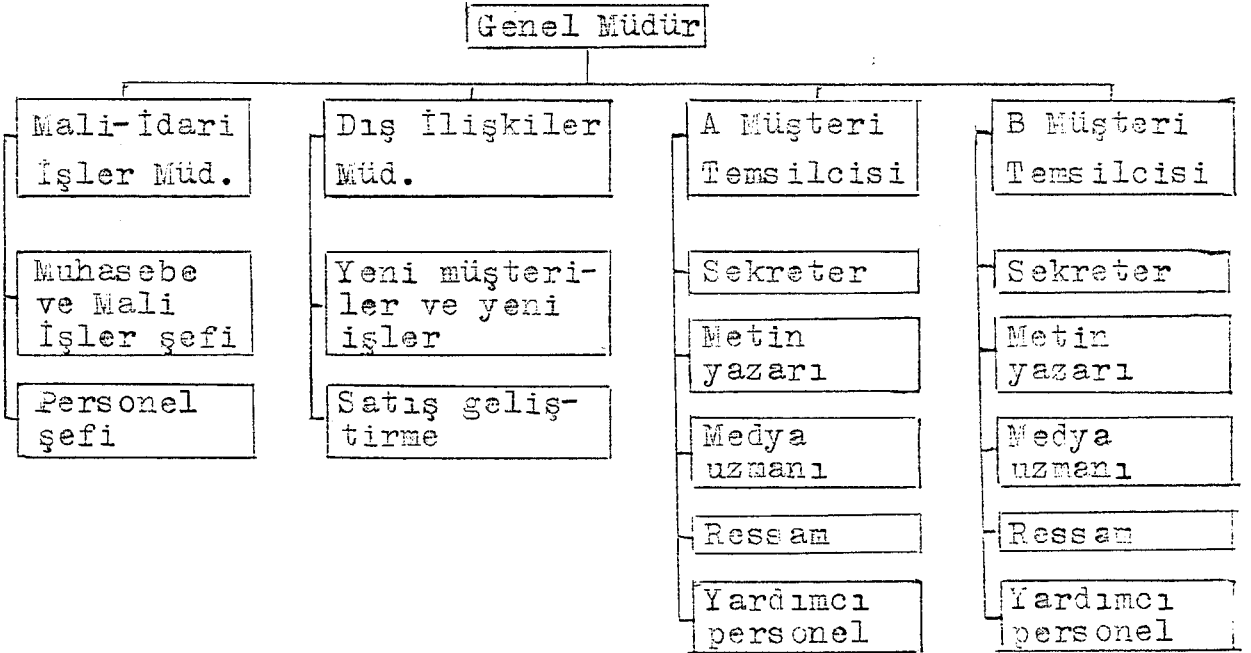 Genel Müdür
Mali-İdari
İşler Müd.
Muhasebe
ve Mali
İşler şefi
Personel
şefi
Dış İlişkiler
Müd.
Yeni müşteri-
ler ve yeni
işler
Satış geliş-
tirme
A Müşteri
Temsilcisi
Sekreter
Metin
yazarı
Medya
uzmanı
Ressam
Yardımcı
personel
B Müşteri
Temsilcisi
Sekreter
Metin
yazarı
Medya
uzmanı
Ressam
Yardımcı
personel